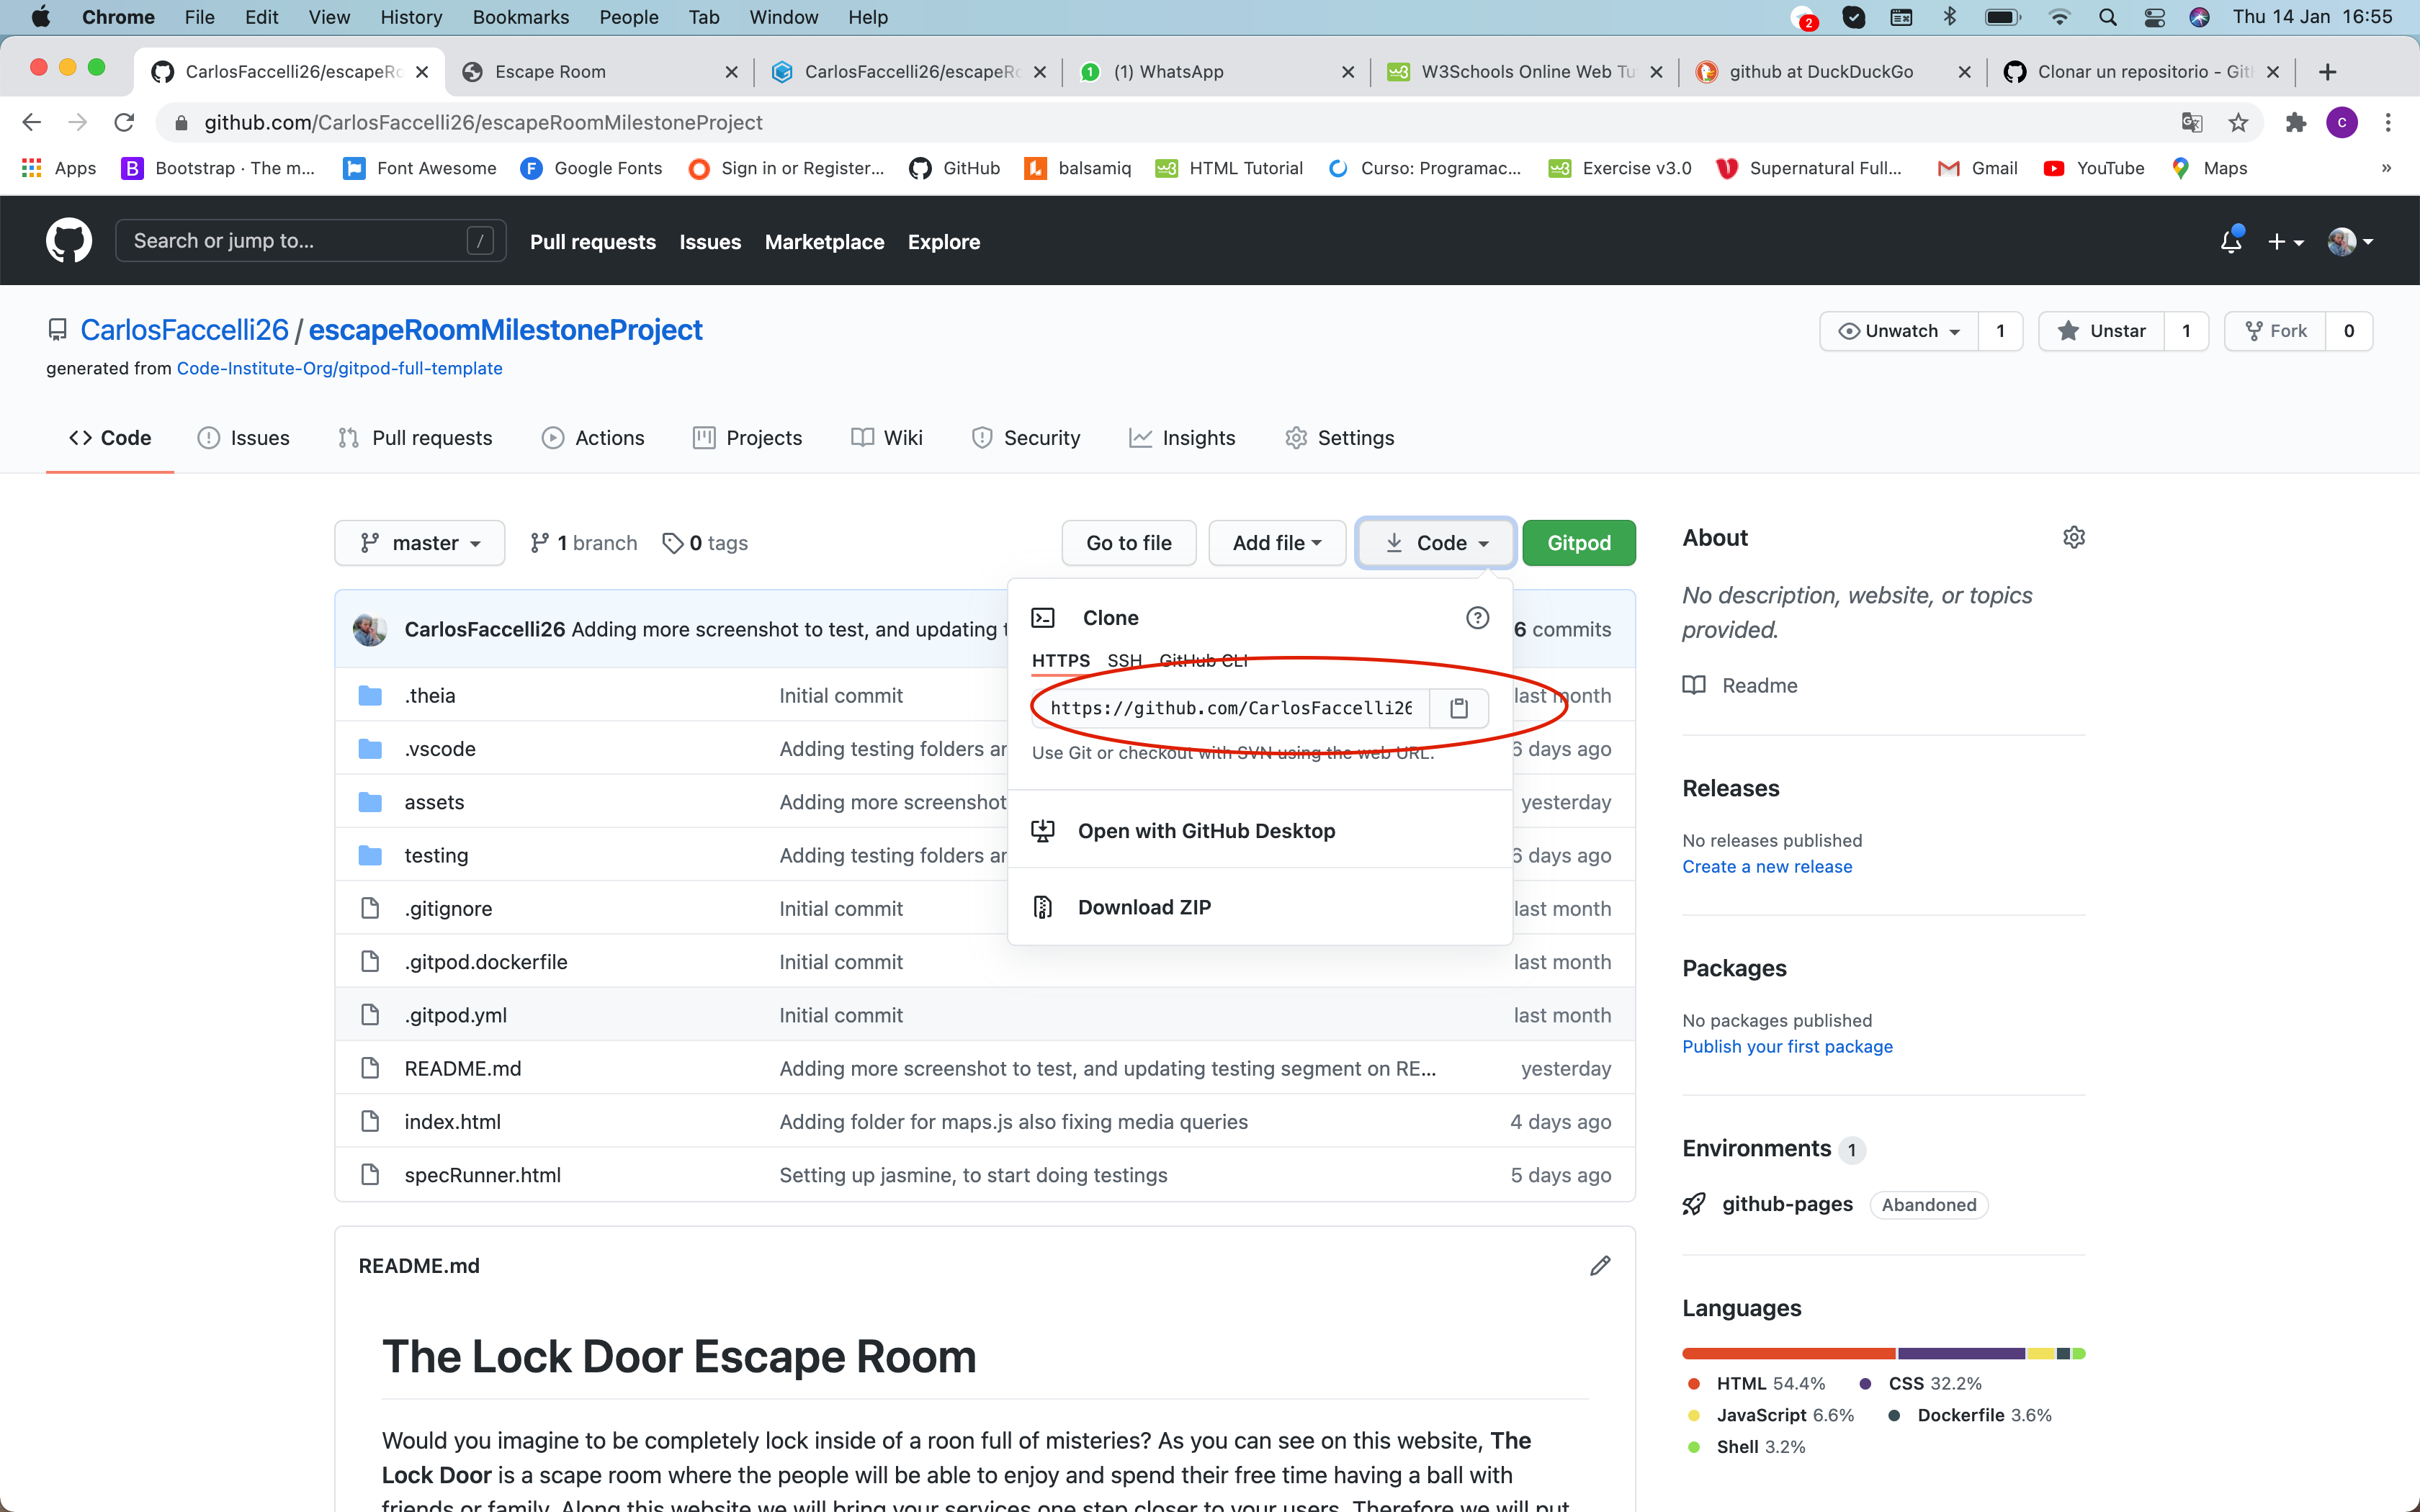 Chrome File Edit View History Bookmarks People Tab Window Help 2 Thu 14 Jan 16:55
CarlosFaccelli26/escapeRo Escape Room CarlosFaccelli26/escapeRo 1 (1) WhatsApp W3Schools Online Web Tu github at DuckDuckGo Clonar un repositorio - Git
github.com/CarlosFaccelli26/escapeRoomMilestoneProject C
Apps Bootstrap · The m... Font Awesome Google Fonts Sign in or Register... GitHub balsamiq HTML Tutorial Curso: Programac... Exercise v3.0 Supernatural Full... Gmail YouTube Maps »
Search or jump to... / Pull requests Issues Marketplace Explore
CarlosFaccelli26 / escapeRoomMilestoneProject Unwatch 1 Unstar 1 Fork 0
generated from Code-Institute-Org/gitpod-full-template
Code Issues Pull requests Actions Projects Wiki Security Insights Settings
master 1 branch 0 tags Go to file Add file Code Gitpod
CarlosFaccelli26 Adding more screenshot to test, and updating t 6 commits
.theia Initial commit last month
.vscode Adding testing folders an 6 days ago
assets Adding more screenshot yesterday
testing Adding testing folders an 6 days ago
.gitignore Initial commit last month
.gitpod.dockerfile Initial commit last month
.gitpod.yml Initial commit last month
README.md Adding more screenshot to test, and updating testing segment on RE... yesterday
index.html Adding folder for maps.js also fixing media queries 4 days ago
specRunner.html Setting up jasmine, to start doing testings 5 days ago
Clone
HTTPS SSH GitHub CLI
https://github.com/CarlosFaccelli26
Use Git or checkout with SVN using the web URL.
Open with GitHub Desktop
Download ZIP
README.md
The Lock Door Escape Room
Would you imagine to be completely lock inside of a roon full of misteries? As you can see on this website, The
Lock Door is a scape room where the people will be able to enjoy and spend their free time having a ball with
friends or family. Along this website we will bring your services one step closer to your users. Therefore we will put
About
No description, website, or topics
provided.
Readme
Releases
No releases published
Create a new release
Packages
No packages published
Publish your first package
Environments 1
github-pages Abandoned
Languages
HTML 54.4% CSS 32.2%
JavaScript 6.6% Dockerfile 3.6%
Shell 3.2%